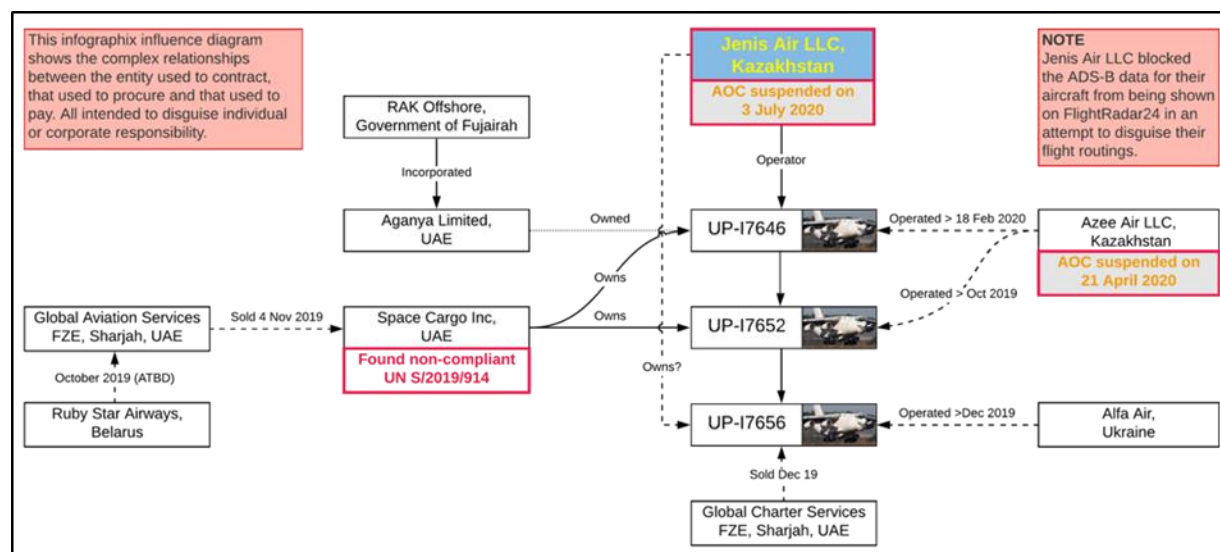 This infographix influence diagram
shows the complex relationships
between the entity used to contract,
that used to procure and that used to
pay. All intended to disguise individual
or corporate responsibility.
Jenis Air LLC,
Kazakhstan
AOC suspended on
3 July 2020
NOTE
Jenis Air LLC blocked
the ADS-B data for their
aircraft from being shown
on FlightRadar24 in an
attempt to disguise their
flight routings.
RAK Offshore,
Government of Fujairah
Incorporated
Operator
Aganya Limited,
UAE
Owned
UP-I7646
Operated > 18 Feb 2020
Azee Air LLC,
Kazakhstan
AOC suspended on
21 April 2020
Owns
Operated > Oct 2019
Global Aviation Services
FZE, Sharjah, UAE
Sold 4 Nov 2019
Space Cargo Inc,
UAE
Found non-compliant
UN S/2019/914
Owns
UP-I7652
October 2019 (ATBD)
Owns?
Ruby Star Airways,
Belarus
UP-I7656
Operated >Dec 2019
Alfa Air,
Ukraine
Sold Dec 19
Global Charter Services
FZE, Sharjah, UAE